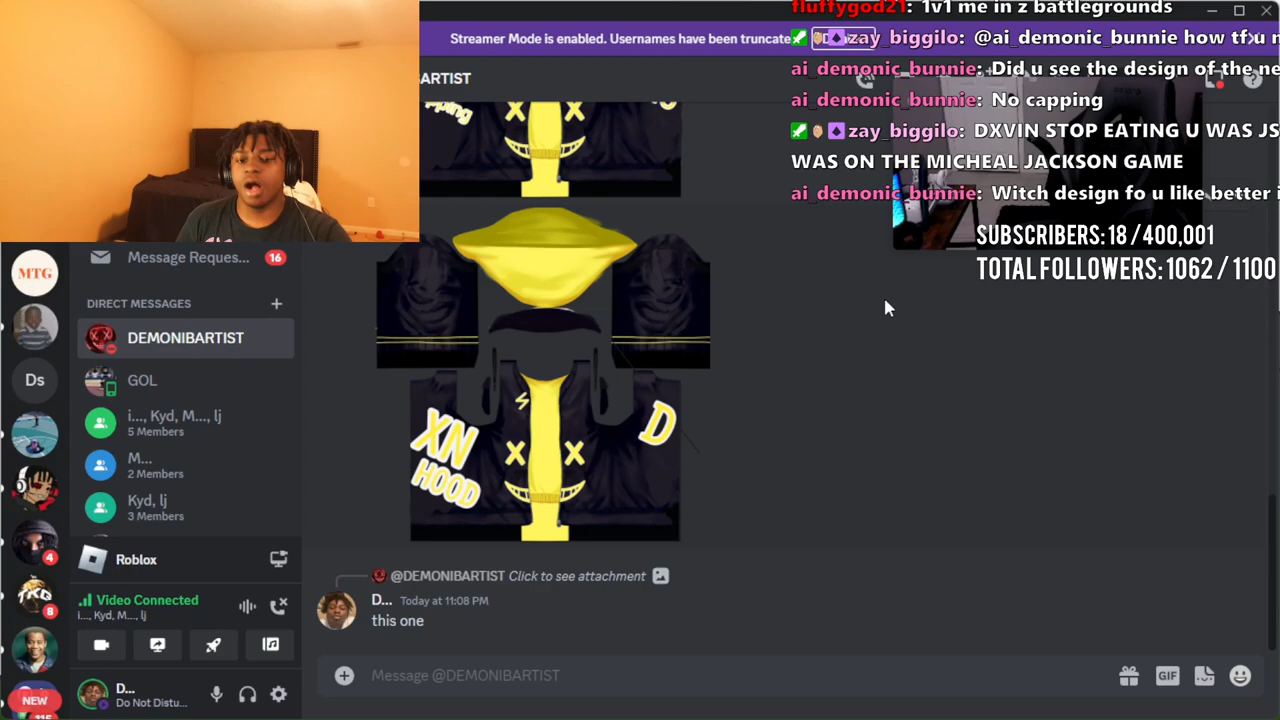 fluffygod21: 1v1 me in z battlegrounds
Streamer Mode is enabled. Usernames have been truncate
zay_biggilo: @ai_demonic_bunnie how tf u
BARTIST
ai_demonic_bunnie: Did u see the design of the ne
ai_demonic_bunnie: No capping
zay_biggilo: DXVIN STOP EATING U WAS JS
WAS ON THE MICHEAL JACKSON GAME
ai_demonic_bunnie: Witch design fo u like better i
SUBSCRIBERS: 18 / 400,001
TOTAL FOLLOWERS: 1062 / 1100
MTG
Message Reques...
16
DIRECT MESSAGES
DEMONIBARTIST
Ds
GOL
i..., Kyd, M..., lj
5 Members
M...
2 Members
Kyd, lj
3 Members
Roblox
4
Video Connected
i..., Kyd, M..., lj
TKG
8
D...
Do Not Distu...
NEW
XN
HOOD
D
@DEMONIBARTIST Click to see attachment
D... Today at 11:08 PM
this one
Message @DEMONIBARTIST
GIF